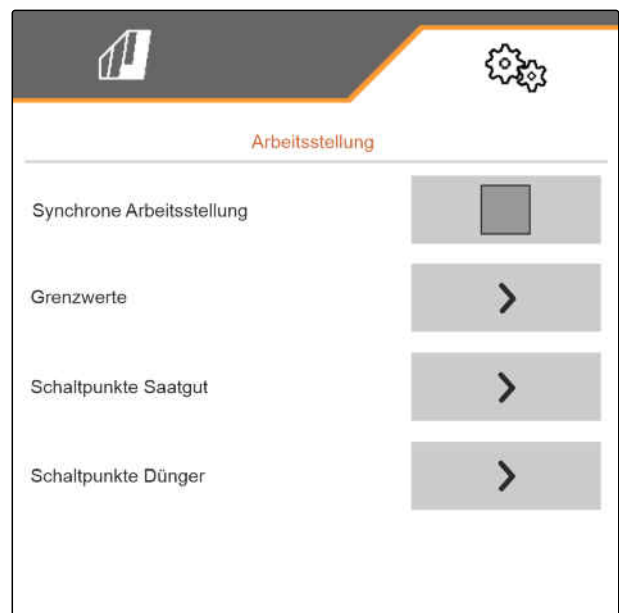 Arbeitsstellung
Synchrone Arbeitsstellung
Grenzwerte
Schaltpunkte Saatgut
Schaltpunkte Dünger